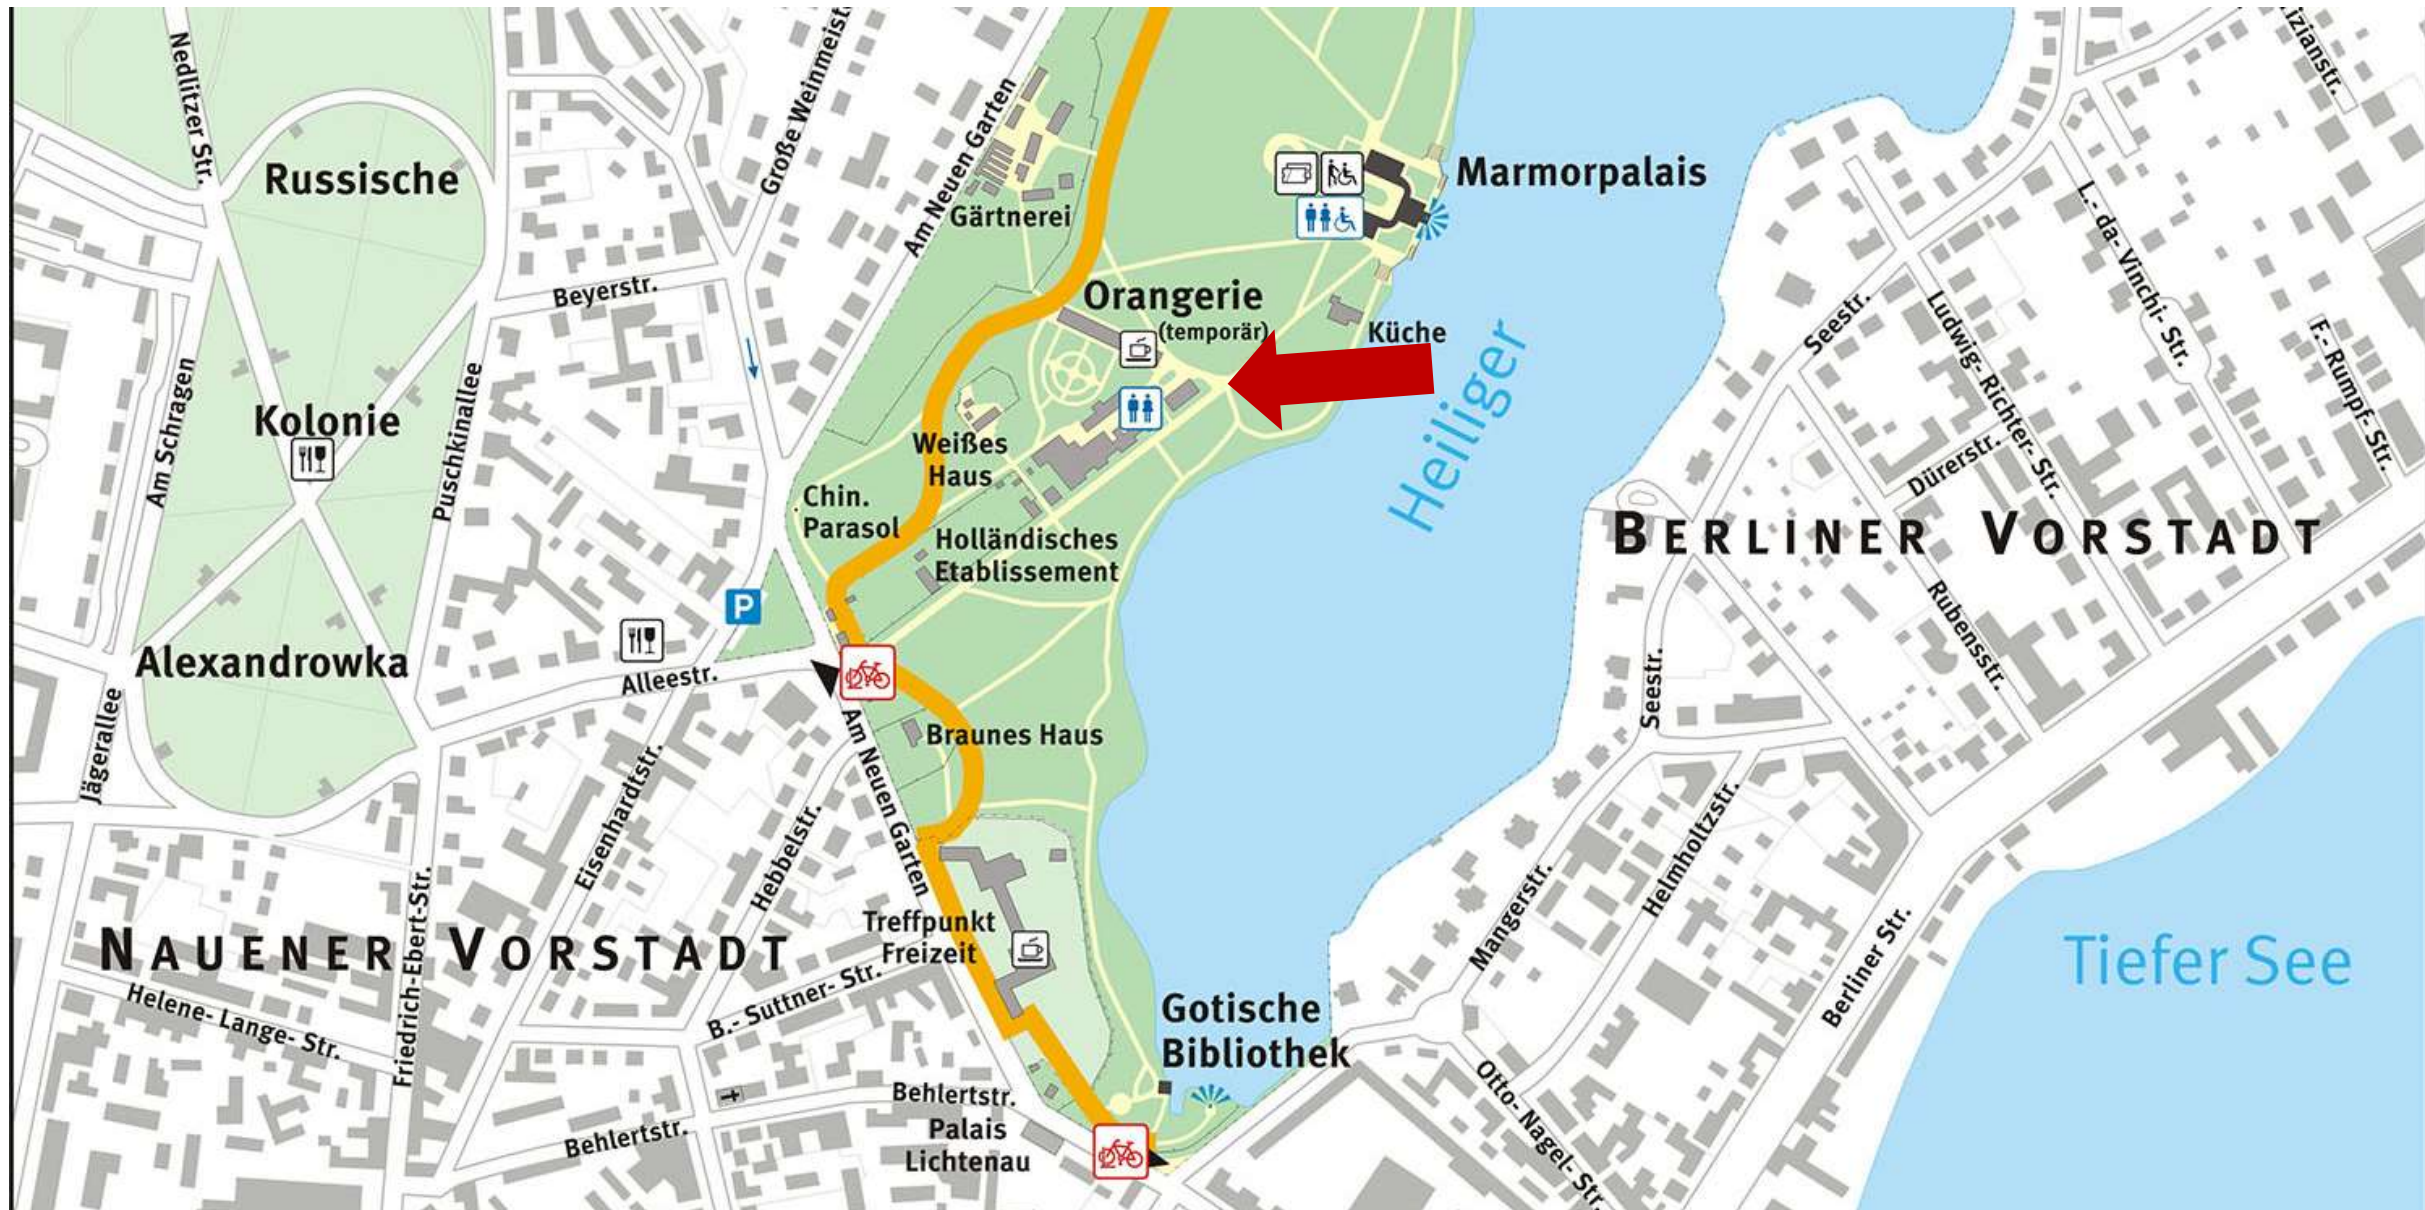 Nedlitzer Str.
Große Weinmeist
Am Neuen Garten
Russische
Gärtnerei
Marmorpalais
Beyerstr.
Orangerie
(temporär)
Küche
Heiliger
Am Schragen
Puschkinallee
Kolonie
Weißes
Haus
Chin.
Parasol
Holländisches
Etablissement
P
Alexandrowka
Alleestr.
Jägerallee
Am Neuen Garten
Braunes Haus
Eisenhardtstr.
Hebbelstr.
Friedrich-Ebert-Str.
Treffpunkt
Freizeit
NAUENER VORSTADT
Helene- Lange- Str.
B.- Suttner- Str.
Behlertstr.
Behlertstr.
Palais
Lichtenau
Gotische
Bibliothek
izianstr.
L.- da- Vinchi- Str.
F.- Rumpf- Str.
Seestr.
Ludwig- Richter- Str.
Dürerstr.
BERLINER VORSTADT
Rubensstr.
Seestr.
Helmholtzstr.
Mangerstr.
Berliner Str.
Otto- Nagel- Str.
Tiefer See